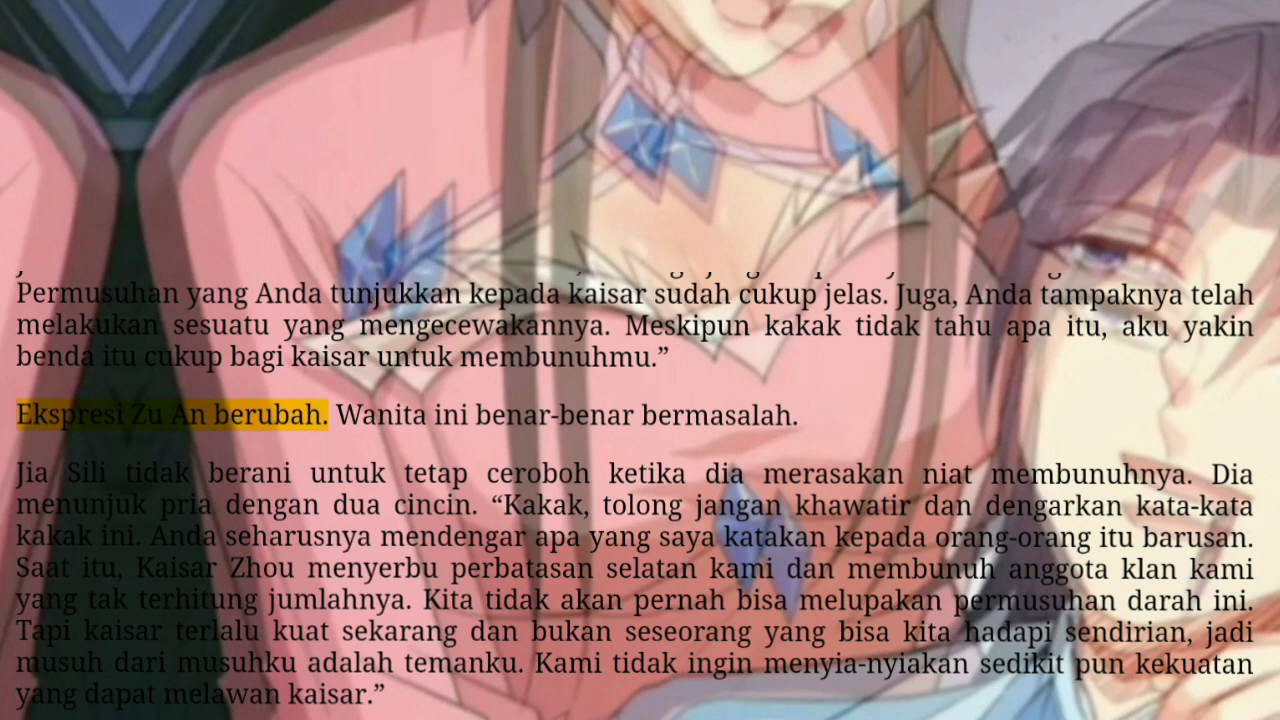 Permusuhan yang Anda tunjukkan kepada kaisar sudah cukup jelas. Juga, Anda tampaknya telah
melakukan sesuatu yang mengecewakannya. Meskipun kakak tidak tahu apa itu, aku yakin
benda itu cukup bagi kaisar untuk membunuhmu.”
Ekspresi Zu An berubah. Wanita ini benar-benar bermasalah.
Jia Sili tidak berani untuk tetap ceroboh ketika dia merasakan niat membunuhnya. Dia
menunjuk pria dengan dua cincin. “Kakak, tolong jangan khawatir dan dengarkan kata-kata
kakak ini. Anda seharusnya mendengar apa yang saya katakan kepada orang-orang itu barusan.
Saat itu, Kaisar Zhou menyerbu perbatasan selatan kami dan membunuh anggota klan kami
yang tak terhitung jumlahnya. Kita tidak akan pernah bisa melupakan permusuhan darah ini.
Tapi kaisar terlalu kuat sekarang dan bukan seseorang yang bisa kita hadapi sendirian, jadi
musuh dari musuhku adalah temanku. Kami tidak ingin menyia-nyiakan sedikit pun kekuatan
yang dapat melawan kaisar.”